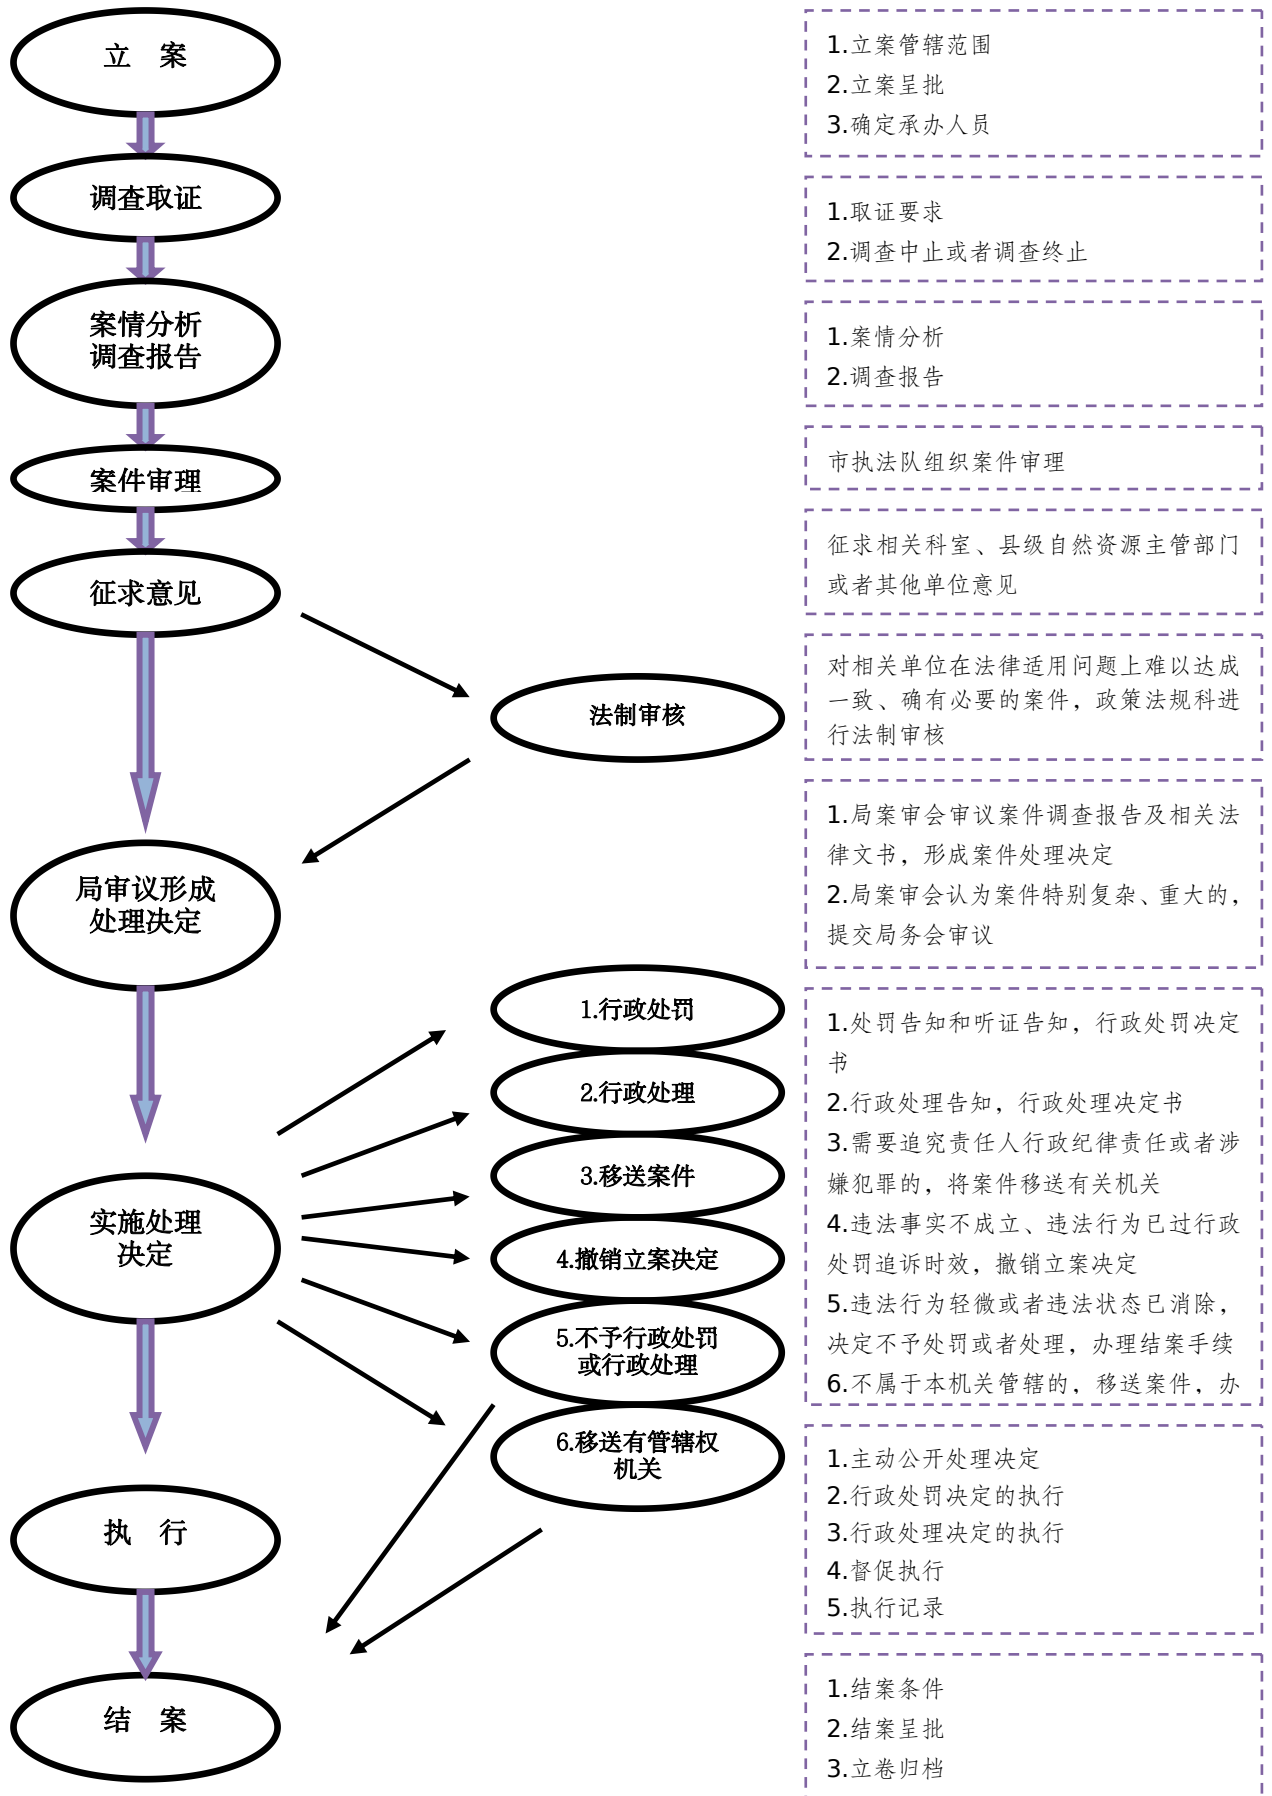 立　案
调查取证
案情分析
调查报告
案件审理
征求意见
法制审核
局审议形成
处理决定
1.行政处罚
2.行政处理
3.移送案件
4.撤销立案决定
5.不予行政处罚
或行政处理
6.移送有管辖权
机关
实施处理
决定
执　行
结　案
1.立案管辖范围
2.立案呈批
3.确定承办人员
1.取证要求
2.调查中止或者调查终止
1.案情分析
2.调查报告
市执法队组织案件审理
征求相关科室、县级自然资源主管部门
或者其他单位意见
对相关单位在法律适用问题上难以达成
一致、确有必要的案件，政策法规科进
行法制审核
1.局案审会审议案件调查报告及相关法
律文书，形成案件处理决定
2.局案审会认为案件特别复杂、重大的，
提交局务会审议
1.处罚告知和听证告知，行政处罚决定
书
2.行政处理告知，行政处理决定书
3.需要追究责任人行政纪律责任或者涉
嫌犯罪的，将案件移送有关机关
4.违法事实不成立、违法行为已过行政
处罚追诉时效，撤销立案决定
5.违法行为轻微或者违法状态已消除，
决定不予处罚或者处理，办理结案手续
6.不属于本机关管辖的，移送案件，办
1.主动公开处理决定
2.行政处罚决定的执行
3.行政处理决定的执行
4.督促执行
5.执行记录
1.结案条件
2.结案呈批
3.立卷归档